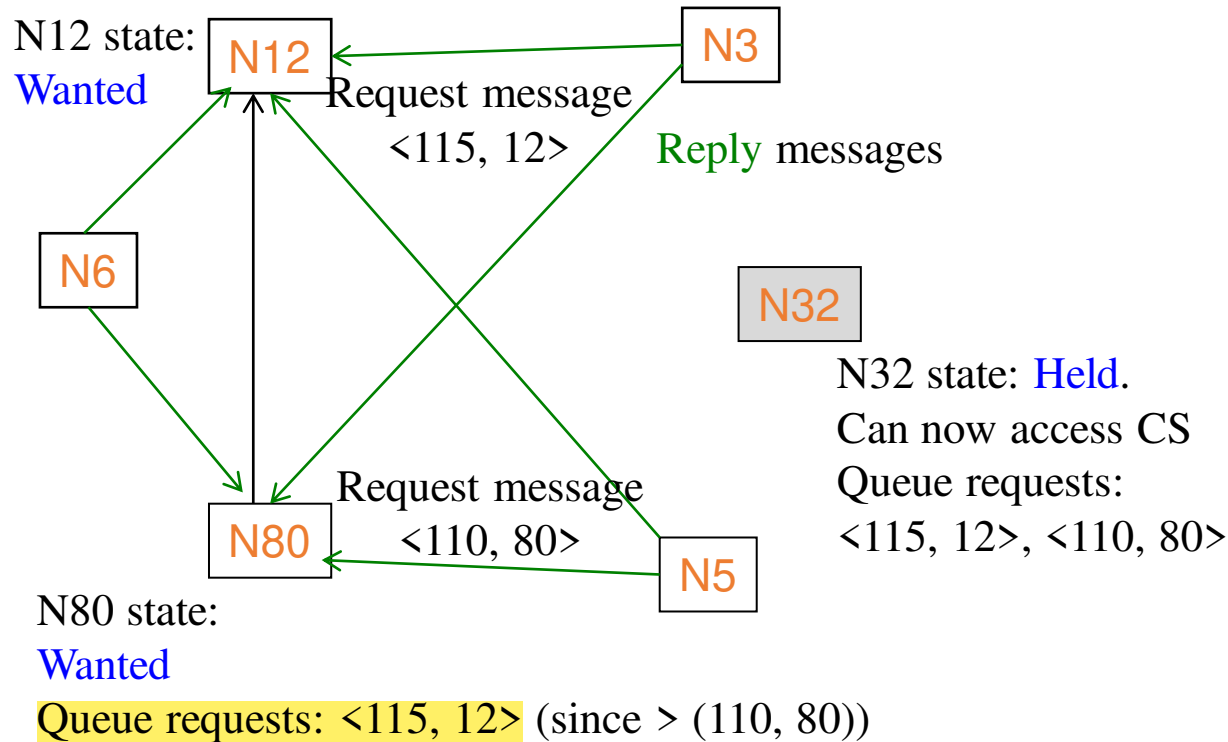 N12 state:
Wanted
N12
N3
Request message
<115, 12>
Reply messages
N6
N32
N32 state: Held.
Can now access CS
Queue requests:
<115, 12>, <110, 80>
Request message
<110, 80>
N80
N5
N80 state:
Wanted
Queue requests: <115, 12> (since > (110, 80))